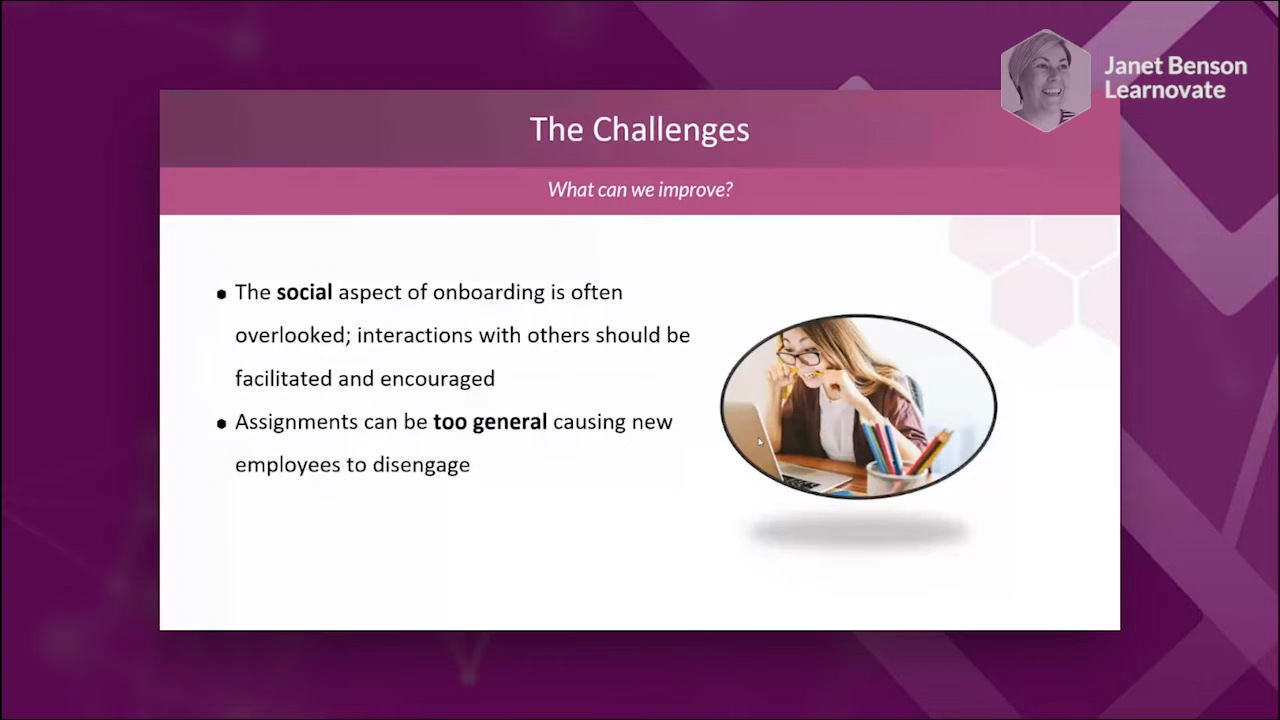 Janet Benson
Learnovate
The Challenges
What can we improve?
The social aspect of onboarding is often
overlooked; interactions with others should be
facilitated and encouraged
Assignments can be too general causing new
employees to disengage